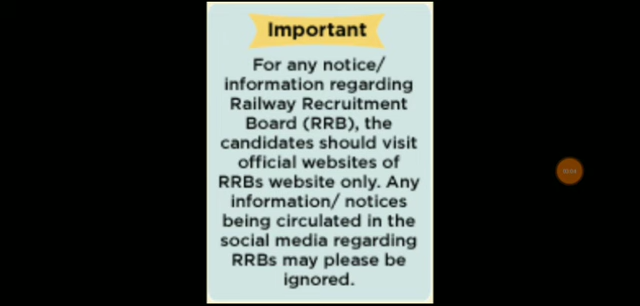 Important
For any notice/
information regarding
Railway Recruitment
Board (RRB), the
candidates should visit
official websites of
RRBs website only. Any
information/ notices
being circulated in the
social media regarding
RRBs may please be
ignored.